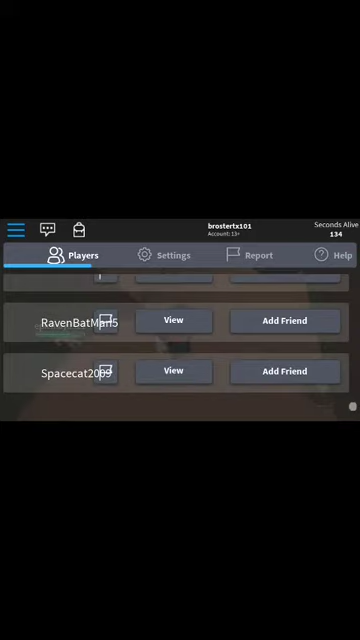 brostertx101
Account: 13+
Seconds Alive
134
Players
Settings
Report
Help
RavenBatMan5
View
Add Friend
Spacecat2009
View
Add Friend